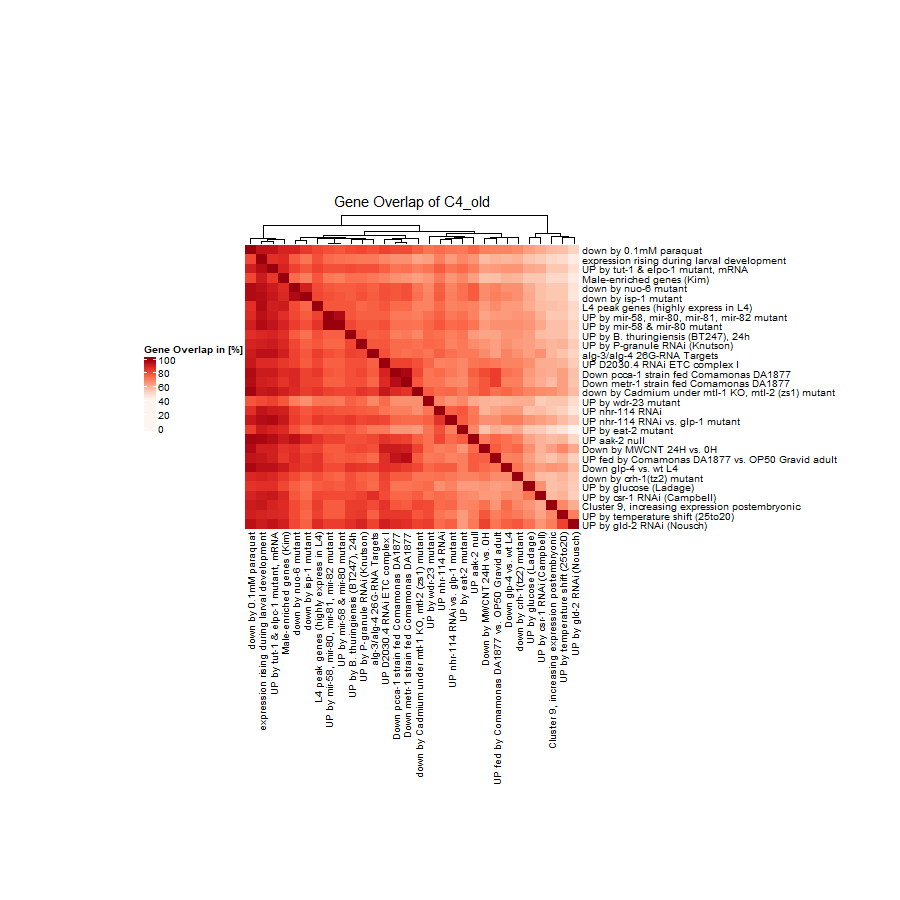 Gene Overlap of C4_old
down by 0.1mM paraquat
expression rising during larval development
UP by tut-1 & elpo-1 mutant, mRNA
Male-enriched genes (Kim)
down by nuo-6 mutant
down by isp-1 mutant
L4 peak genes (highly express in L4)
UP by mir-58, mir-80, mir-81, mir-82 mutant
UP by mir-58 & mir-80 mutant
UP by B. thuringiensis (BT247), 24h
UP by P-granule RNAi (Knutson)
alg-3/alg-4 26G-RNA Targets
UP D2030.4 RNAi ETC complex I
Down pcca-1 strain fed Comamonas DA1877
Down metr-1 strain fed Comamonas DA1877
down by Cadmium under mtl-1 KO, mtl-2 (zs1) mutant
UP by wdr-23 mutant
UP nhr-114 RNAi
UP nhr-114 RNAi vs. glp-1 mutant
UP by eat-2 mutant
UP aak-2 null
Down by MWCNT 24H vs. 0H
UP fed by Comamonas DA1877 vs. OP50 Gravid adult
Down glp-4 vs. wt L4
down by crh-1(tz2) mutant
UP by glucose (Ladage)
UP by csr-1 RNAi (Campbell)
Cluster 9, increasing expression postembryonic
UP by temperature shift (25to20)
UP by gld-2 RNAi (Nousch)
Gene Overlap in [%]
100
80
60
40
20
0
down by 0.1mM paraquat
expression rising during larval development
UP by tut-1 & elpo-1 mutant, mRNA
Male-enriched genes (Kim)
down by nuo-6 mutant
down by isp-1 mutant
L4 peak genes (highly express in L4)
UP by mir-58, mir-80, mir-81, mir-82 mutant
UP by mir-58 & mir-80 mutant
UP by B. thuringiensis (BT247), 24h
UP by P-granule RNAi (Knutson)
alg-3/alg-4 26G-RNA Targets
UP D2030.4 RNAi ETC complex I
Down pcca-1 strain fed Comamonas DA1877
Down metr-1 strain fed Comamonas DA1877
down by Cadmium under mtl-1 KO, mtl-2 (zs1) mutant
UP by wdr-23 mutant
UP nhr-114 RNAi
UP nhr-114 RNAi vs. glp-1 mutant
UP by eat-2 mutant
UP aak-2 null
Down by MWCNT 24H vs. 0H
UP fed by Comamonas DA1877 vs. OP50 Gravid adult
Down glp-4 vs. wt L4
down by crh-1(tz2) mutant
UP by glucose (Ladage)
UP by csr-1 RNAi (Campbell)
Cluster 9, increasing expression postembryonic
UP by temperature shift (25to20)
UP by gld-2 RNAi (Nousch)